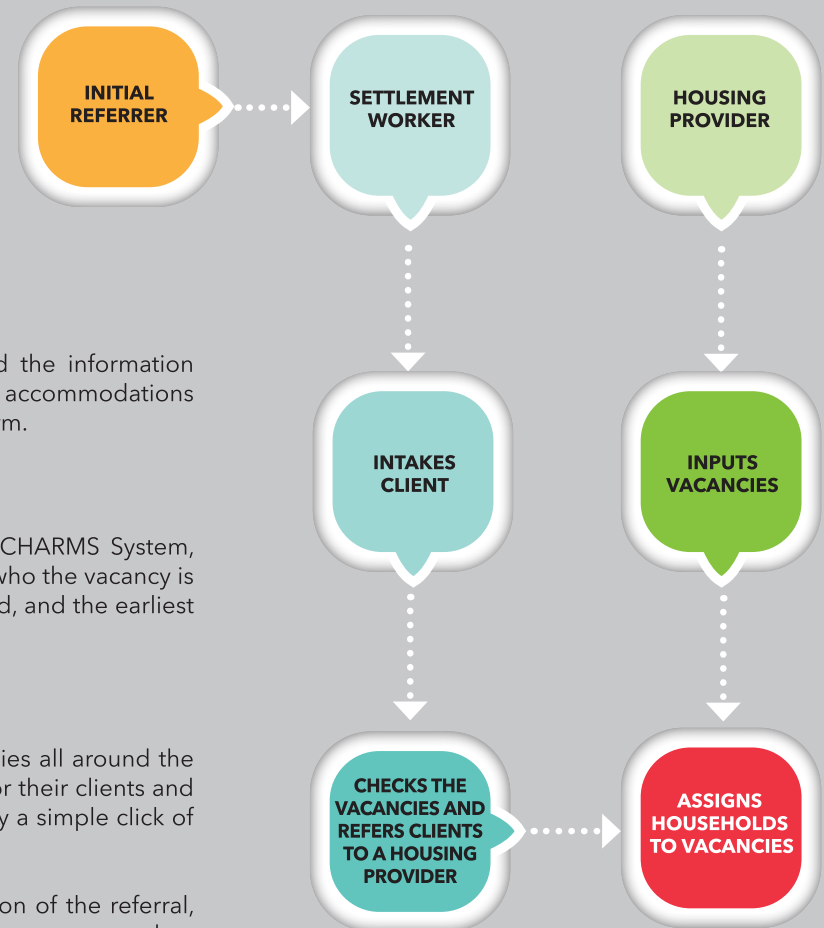 INITIAL
REFERRER
SETTLEMENT
WORKER
HOUSING
PROVIDER
the information
accommodations
INTAKES
CLIENT
INPUTS
VACANCIES
CHARMS System,
who the vacancy is
and the earliest
ies all around the
or their clients and
y a simple click of
CHECKS THE
VACANCIES AND
REFERS CLIENTS
TO A HOUSING
PROVIDER
ASSIGNS
HOUSEHOLDS
TO VACANCIES
on of the referral,